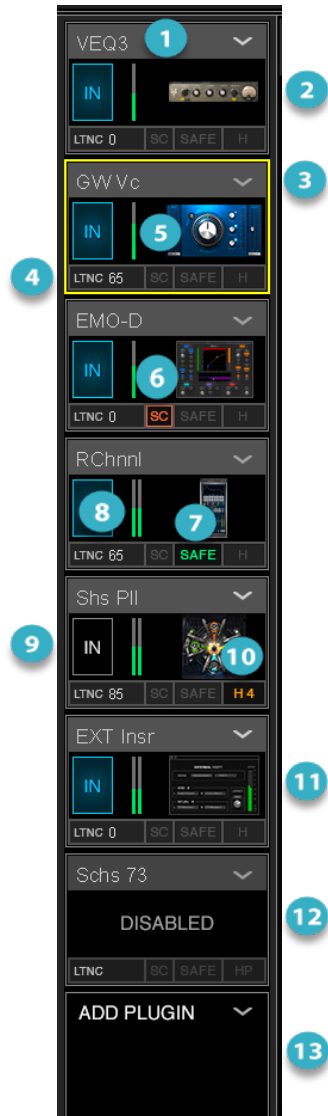 VEQ3 1
IN 2
LTNC 0 SC SAFE H
GW Vc 3
IN 5
4 LTNC 65 SC SAFE H
EMO-D
IN 6
LTNC 0 SC SAFE H
RChnnl
8 7
LTNC 65 SC SAFE H
Shs Pll
9 IN 10
LTNC 85 SC SAFE H 4
EXT Insr
IN 11
LTNC 0 SC SAFE H
Schs 73
DISABLED 12
LTNC SC SAFE HP
ADD PLUGIN
13